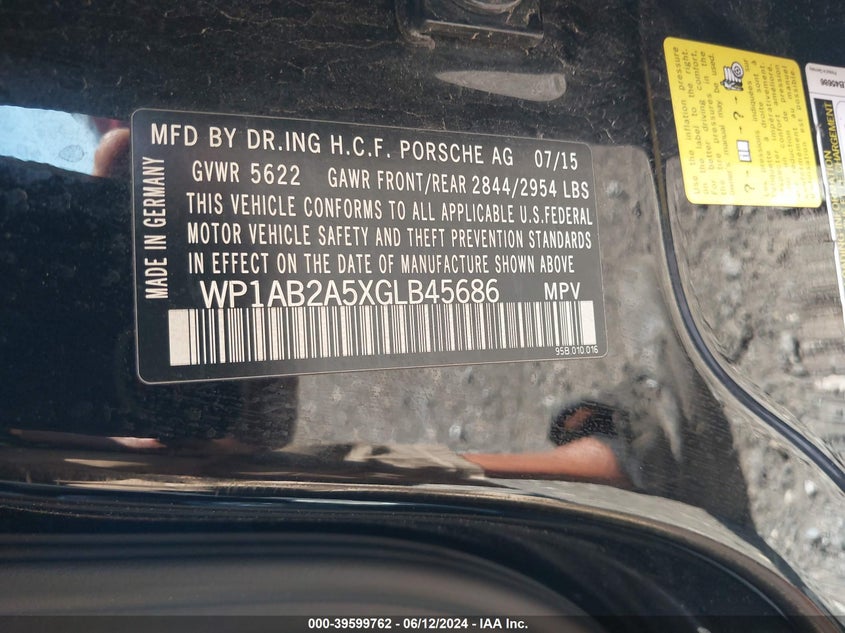 MFD BY DR.ING H.C.F. PORSCHE AG 07/15
GVWR 5622 GAWR FRONT/REAR 2844/2954 LBS
THIS VEHICLE CONFORMS TO ALL APPLICABLE U.S.FEDERAL
MOTOR VEHICLE SAFETY AND THEFT PREVENTION STANDARDS
IN EFFECT ON THE DATE OF MANUFACTURE SHOWN ABOVE
WP1AB2A5XGLB45686 MPV
95B.010.016
MADE IN GERMANY
B45686
000-39599762 - 06/12/2024 - IAA Inc.